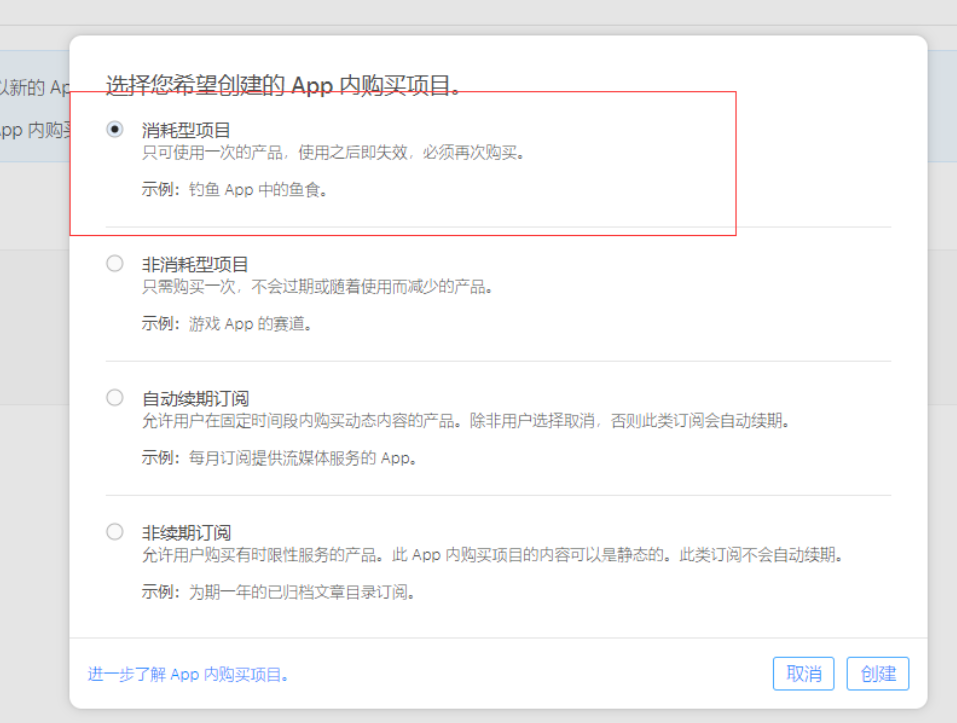 以新的 Ap
App 内购买
选择您希望创建的 App 内购买项目。
消耗型项目
只可使用一次的产品，使用之后即失效，必须再次购买。
示例：钓鱼 App 中的鱼食。
非消耗型项目
只需购买一次，不会过期或随着使用而减少的产品。
示例：游戏 App 的赛道。
自动续期订阅
允许用户在固定时间段内购买动态内容的产品。除非用户选择取消，否则此类订阅会自动续期。
示例：每月订阅提供流媒体服务的 App。
非续期订阅
允许用户购买有时限性服务的产品。此 App 内购买项目的内容可以是静态的。此类订阅不会自动续期。
示例：为期一年的已归档文章目录订阅。
进一步了解 App 内购买项目。
取消
创建